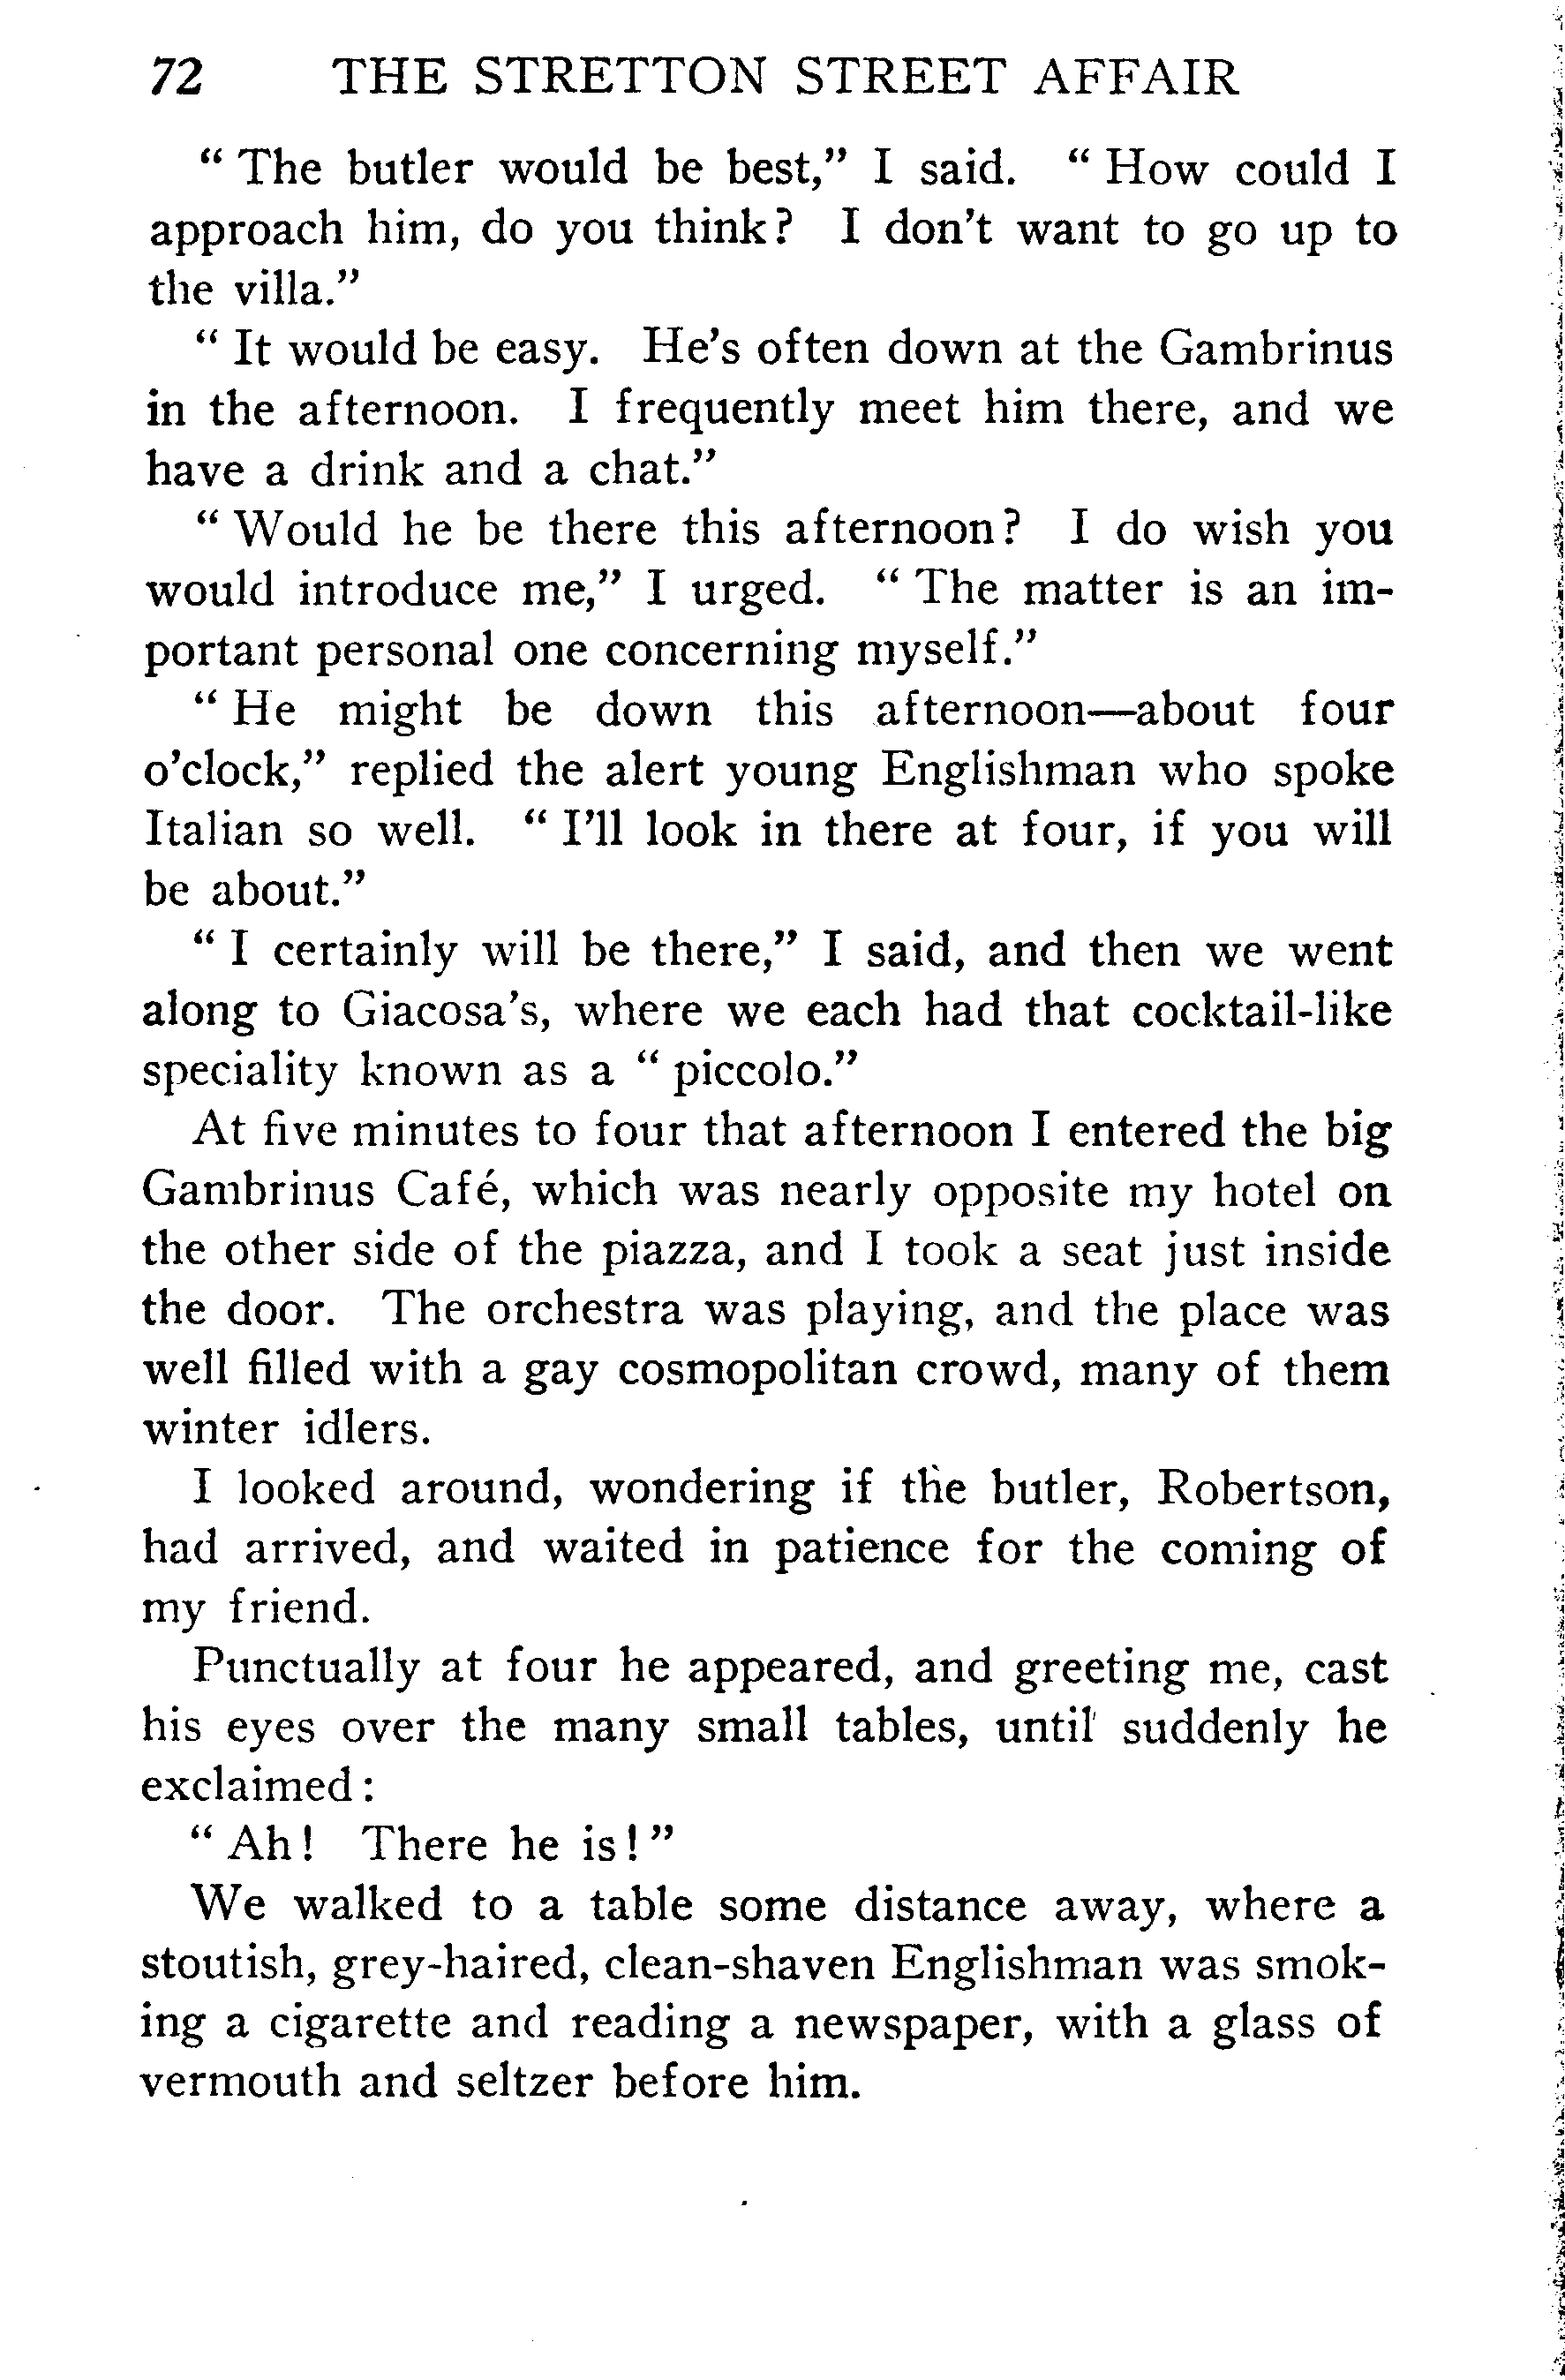 72 THE STRETTON STREET AFFAIR
“ The butler would be best,” I said. “ How could I
approach him, do you think? I don't want to go up to
the villa.”
“ It would be easy. He's often down at the Gambrinus
in the afternoon. I frequently meet him there, and we
have a drink and a chat.”
“ Would he be there this afternoon? I do wish you
would introduce me,” I urged. “ The matter is an im-
portant personal one concerning myself.”
“ He might be down this afternoon—about four
o'clock,” replied the alert young Englishman who spoke
Italian so well. “ I'll look in there at four, if you will
be about.”
“ I certainly will be there,” I said, and then we went
along to Giacosa's, where we each had that cocktail-like
speciality known as a “ piccolo.”
At five minutes to four that afternoon I entered the big
Gambrinus Café, which was nearly opposite my hotel on
the other side of the piazza, and I took a seat just inside
the door. The orchestra was playing, and the place was
well filled with a gay cosmopolitan crowd, many of them
winter idlers.
I looked around, wondering if the butler, Robertson,
had arrived, and waited in patience for the coming of
my friend.
Punctually at four he appeared, and greeting me, cast
his eyes over the many small tables, until suddenly he
exclaimed :
“ Ah! There he is! ”
We walked to a table some distance away, where a
stoutish, grey-haired, clean-shaven Englishman was smok-
ing a cigarette and reading a newspaper, with a glass of
vermouth and seltzer before him.